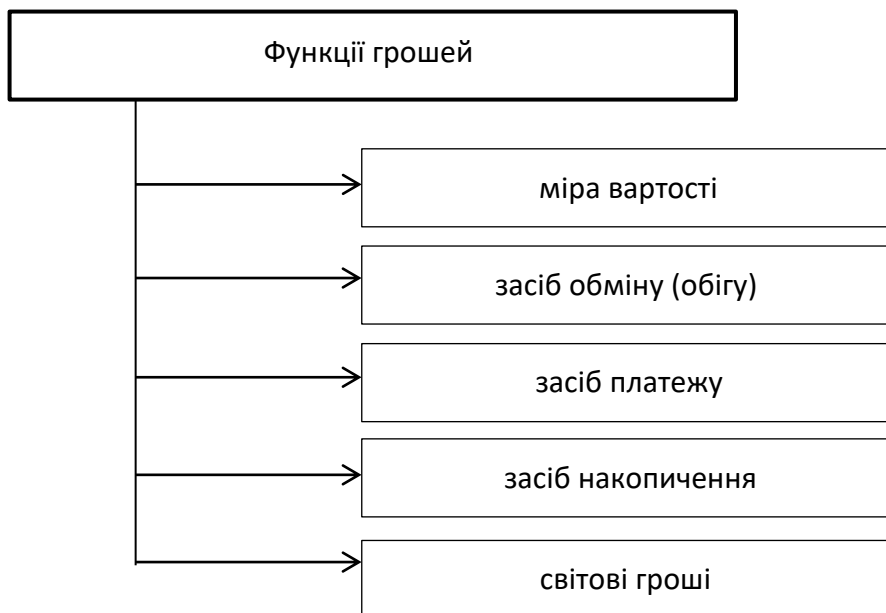 Функції грошей
міра вартості
засіб обміну (обігу)
засіб платежу
засіб накопичення
світові гроші